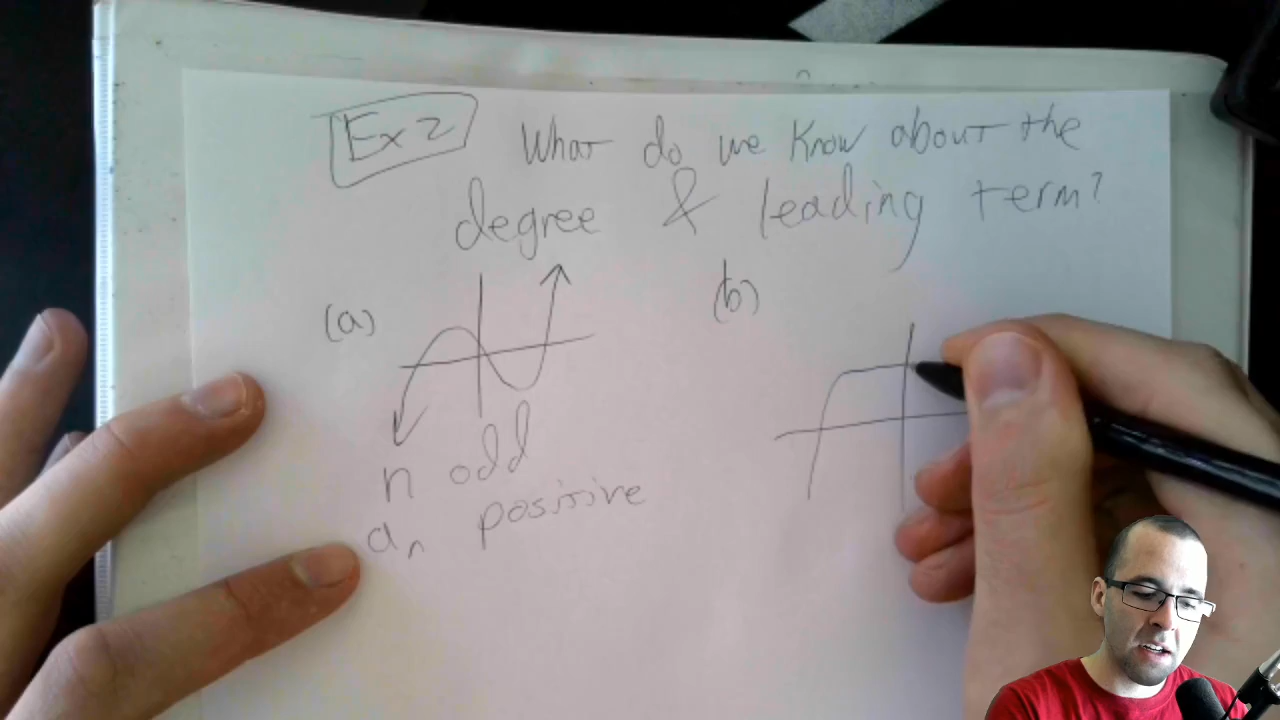 Ex 2 What do we know about the
degree & leading term?
(a) (b)
n odd
aₙ positive